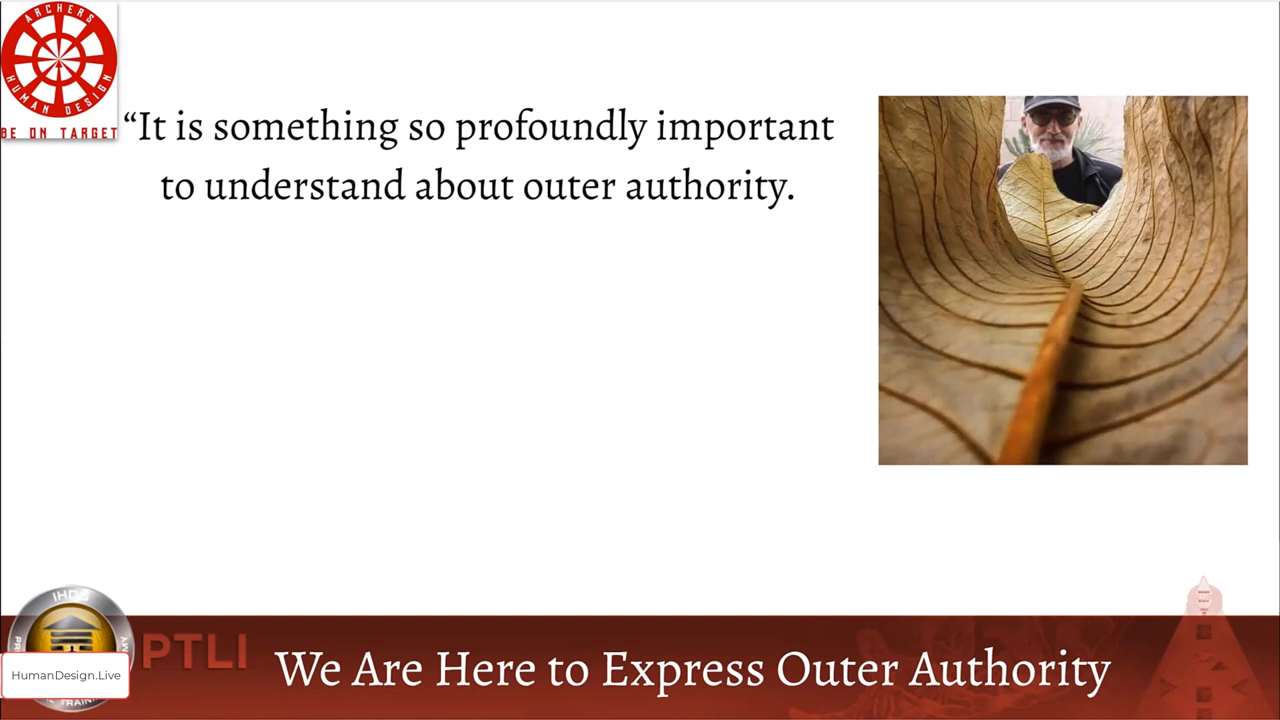 ARCHERS
HUMAN DESIGN
BE ON TARGET
“It is something so profoundly important
to understand about outer authority.
IHDS
PTLI
HumanDesign.Live
We Are Here to Express Outer Authority